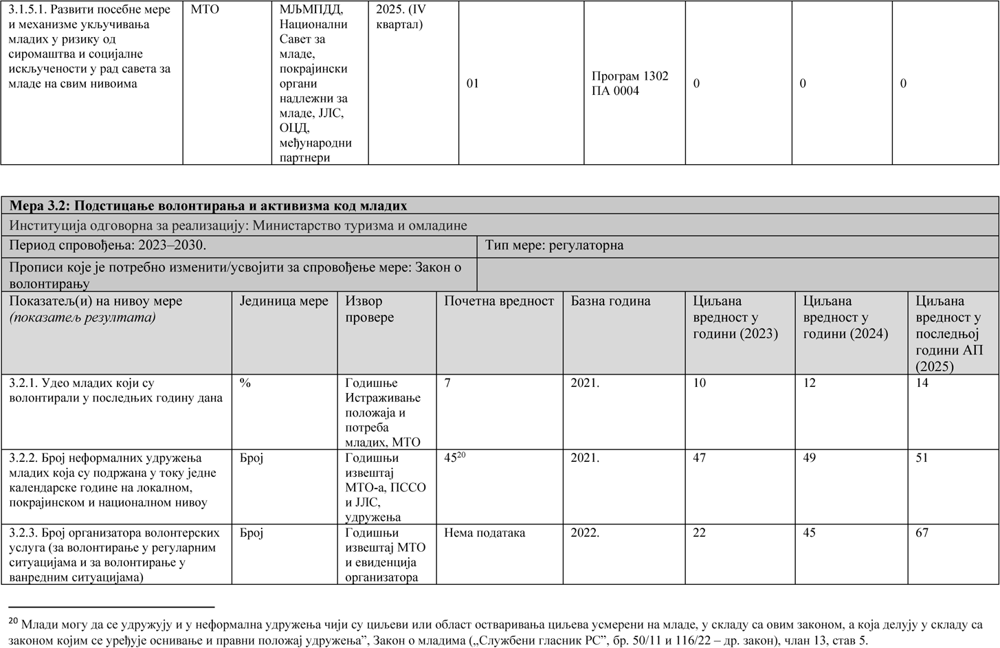 3.1.5.1. Развити посебне мере
и механизме укључивања
младих у ризику од
сиромаштва и социјалне
искључености у рад савета за
младе на свим нивоима
МТО
МЉМПДД,
Национални
Савет за
младе,
покрајински
органи
надлежни за
младе, ЈЛС,
ОЦД,
међународни
партнери
2025. (IV
квартал)
01
Програм 1302
ПА 0004
0
0
0
Мера 3.2: Подстицање волонтирања и активизма код младих
Институција одговорна за реализацију: Министарство туризма и омладине
Период спровођења: 2023–2030.
Тип мере: регулаторна
Прописи које је потребно изменити/усвојити за спровођење мере: Закон о
волонтирању
Показатељ(и) на нивоу мере
(показатељ резултата)
Јединица мере
Извор
провере
Почетна вредност
Базна година
Циљана
вредност у
години (2023)
Циљана
вредност у
години (2024)
Циљана
вредност у
последњој
години АП
(2025)
3.2.1. Удео младих који су
волонтирали у последњих годину дана
%
Годишње
Истраживање
положаја и
потреба
младих, МТО
7
2021.
10
12
14
3.2.2. Број неформалних удружења
младих која су подржана у току једне
календарске године на локалном,
покрајинском и националном нивоу
Број
Годишњи
извештај
МТО-а, ПССО
и ЈЛС,
удружења
45²⁰
2021.
47
49
51
3.2.3. Број организатора волонтерских
услуга (за волонтирање у регуларним
ситуацијама и за волонтирање у
ванредним ситуацијама)
Број
Годишњи
извештај МТО
и евиденција
организатора
Нема података
2022.
22
45
67
²⁰ Млади могу да се удружују и у неформална удружења чији су циљеви или област остваривања циљева усмерени на младе, у складу са овим законом, а која делују у складу са
законом којим се уређује оснивање и правни положај удружења”, Закон о младима („Службени гласник РС”, бр. 50/11 и 116/22 – др. закон), члан 13, став 5.